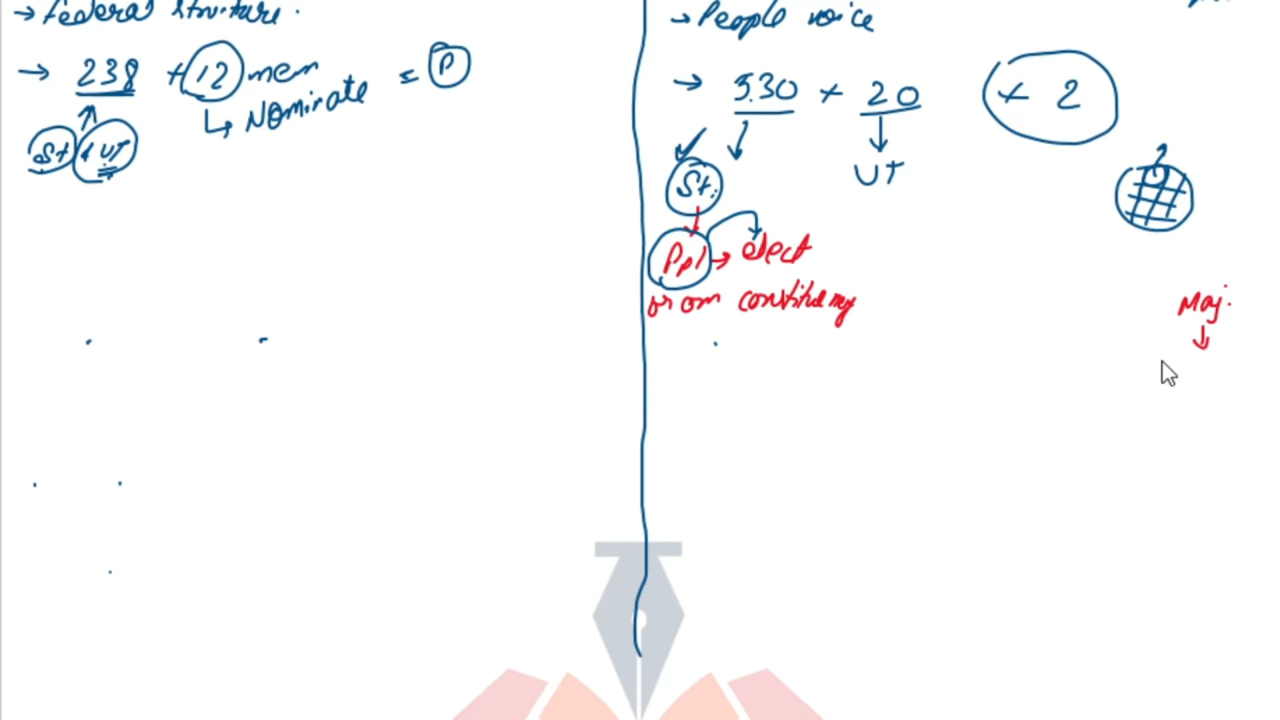 → Federal structure.
→ 238 + 12 mem = P
↳ Nominate
St & UT
→ People voice
→ 530 + 20 + 2
St. UT
Ppl → elect
from constituency
Maj.